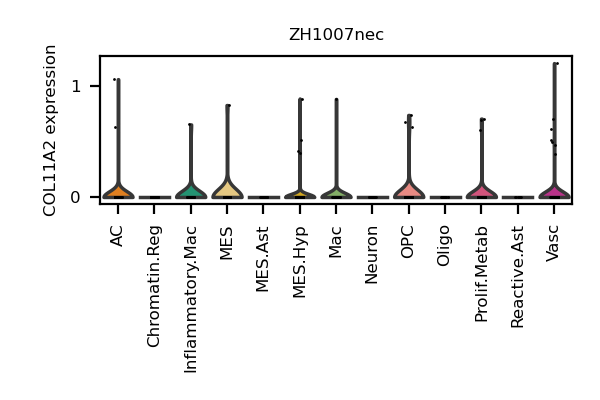 ZH1007nec
COL11A2 expression
1
0
AC
Chromatin.Reg
Inflammatory.Mac
MES
MES.Ast
MES.Hyp
Mac
Neuron
OPC
Oligo
Prolif.Metab
Reactive.Ast
Vasc